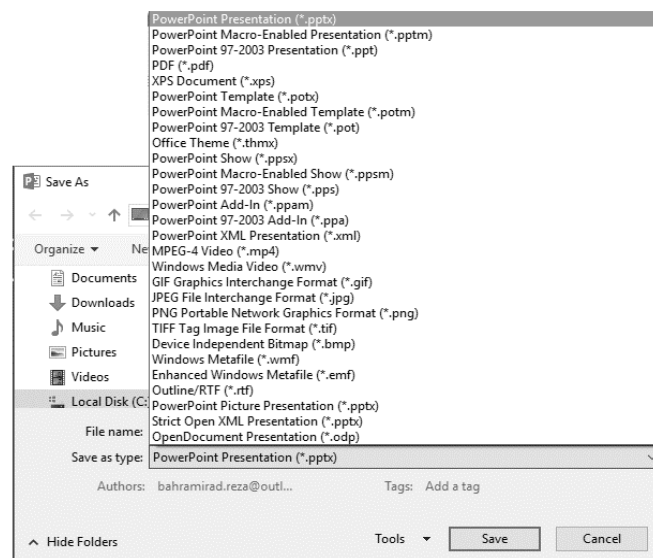 PowerPoint Presentation (*.pptx)
PowerPoint Macro-Enabled Presentation (*.pptm)
PowerPoint 97-2003 Presentation (*.ppt)
PDF (*.pdf)
XPS Document (*.xps)
PowerPoint Template (*.potx)
PowerPoint Macro-Enabled Template (*.potm)
PowerPoint 97-2003 Template (*.pot)
Office Theme (*.thmx)
PowerPoint Show (*.ppsx)
PowerPoint Macro-Enabled Show (*.ppsm)
PowerPoint 97-2003 Show (*.pps)
PowerPoint Add-In (*.ppam)
PowerPoint 97-2003 Add-In (*.ppa)
PowerPoint XML Presentation (*.xml)
MPEG-4 Video (*.mp4)
Windows Media Video (*.wmv)
GIF Graphics Interchange Format (*.gif)
JPEG File Interchange Format (*.jpg)
PNG Portable Network Graphics Format (*.png)
TIFF Tag Image File Format (*.tif)
Device Independent Bitmap (*.bmp)
Windows Metafile (*.wmf)
Enhanced Windows Metafile (*.emf)
Outline/RTF (*.rtf)
PowerPoint Picture Presentation (*.pptx)
Strict Open XML Presentation (*.pptx)
OpenDocument Presentation (*.odp)
Save As
Organize Ne
Documents
Downloads
Music
Pictures
Videos
Local Disk (C:
File name:
Save as type: PowerPoint Presentation (*.pptx)
Authors: bahramirad.reza@outl... Tags: Add a tag
Hide Folders Tools Save Cancel